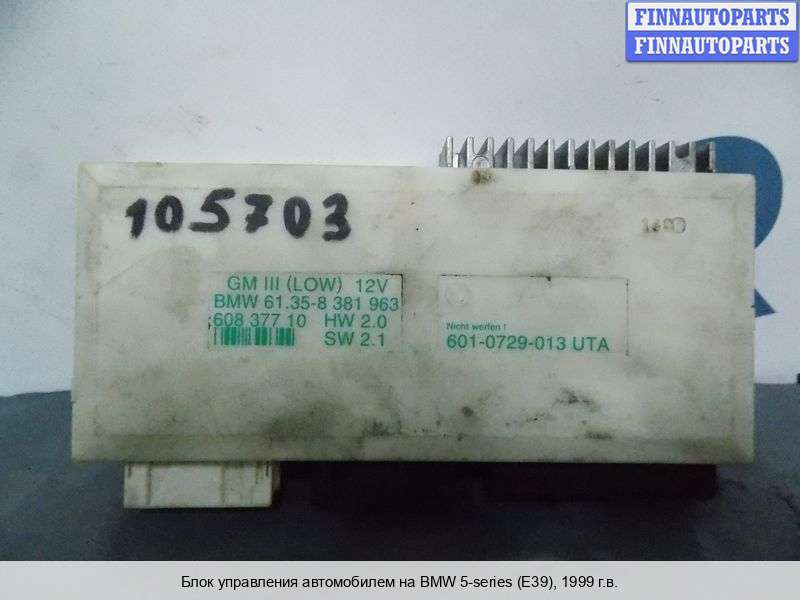 FINNAUTOPARTS
FINNAUTOPARTS
105703
GM III (LOW) 12V
BMW 61.35-8 381 963
608 377 10 HW 2.0
SW 2.1
Nicht werfen !
601-0729-013 UTA
Блок управления автомобилем на BMW 5-series (E39), 1999 г.в.